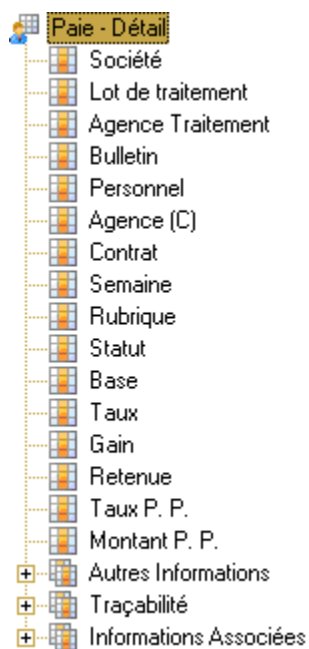 Paie - Détail
Société
Lot de traitement
Agence Traitement
Bulletin
Personnel
Agence (C)
Contrat
Semaine
Rubrique
Statut
Base
Taux
Gain
Retenue
Taux P. P.
Montant P. P.
Autres Informations
Traçabilité
Informations Associées